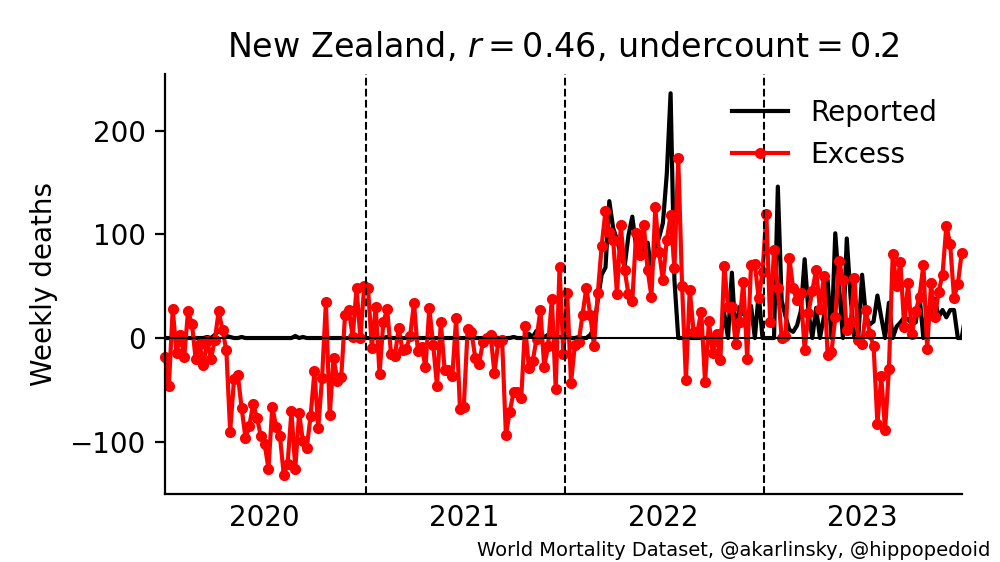 New Zealand, r = 0.46, undercount = 0.2
Weekly deaths
200
100
0
−100
Reported
Excess
2020 2021 2022 2023
World Mortality Dataset, @akarlinsky, @hippopedoid